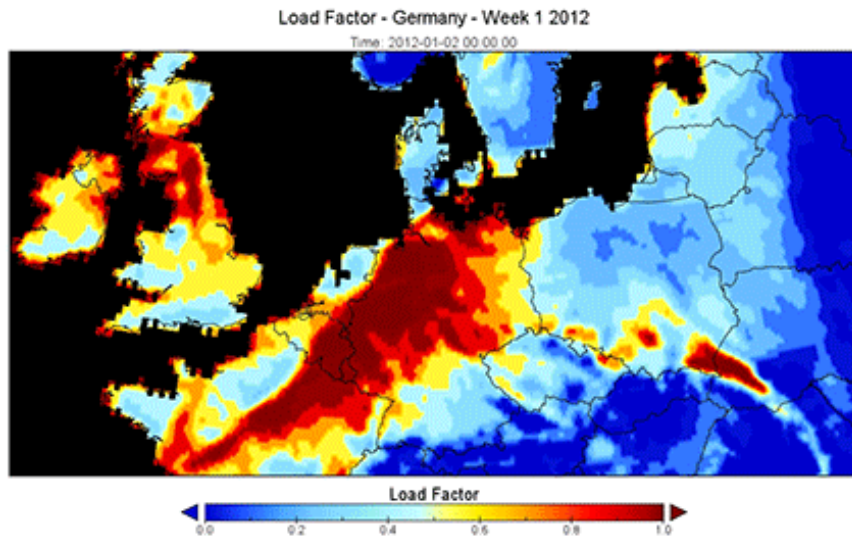 Load Factor - Germany - Week 1 2012
Time: 2012-01-02 00:00:00
Load Factor
0.0 0.2 0.4 0.6 0.8 1.0